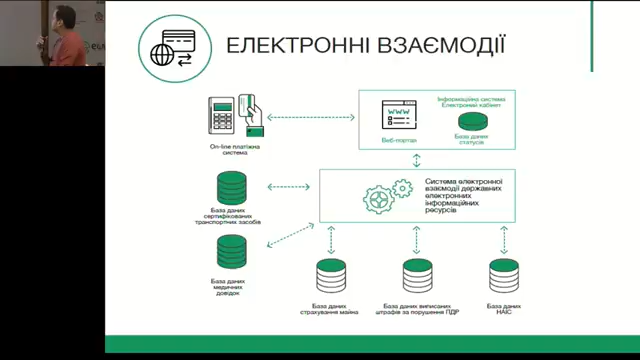 ЕЛЕКТРОННІ ВЗАЄМОДІЇ
On-line платіжна
система
WWW
Веб-портал
Інформаційна система
Електронний кабінет
База даних
статусів
Система електронної
взаємодії державних
електронних
інформаційних
ресурсів
База даних
сертифікованих
транспортних засобів
База даних
медичних
довідок
База даних
страхування майна
База даних виписаних
штрафів за порушення ПДР
База даних
НАІС